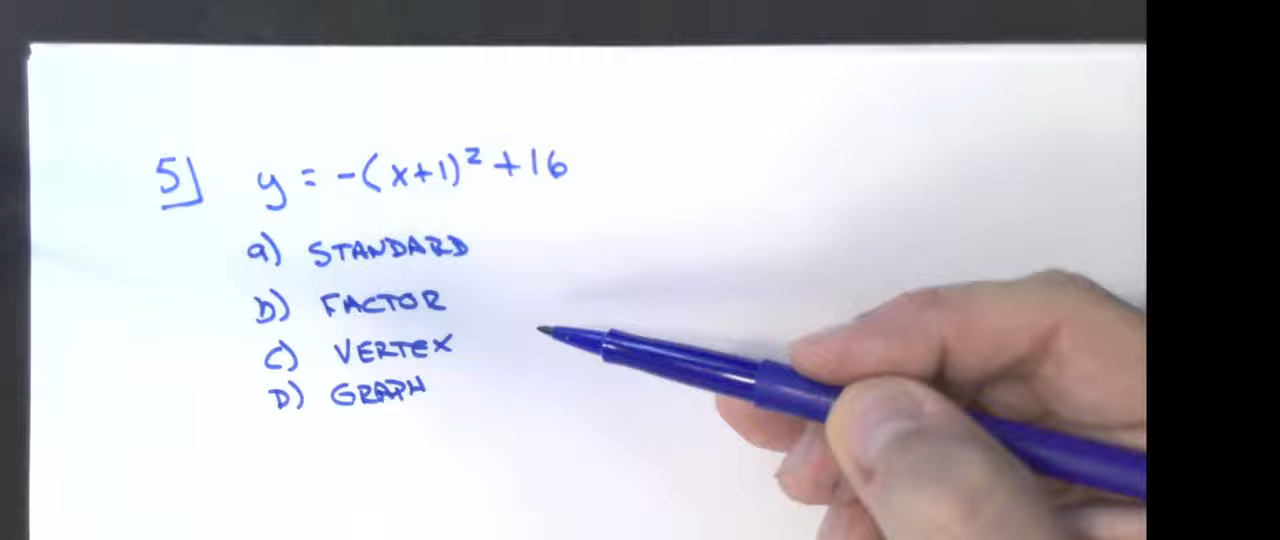 5] y = -(x+1)² +16
a) STANDARD
b) FACTOR
c) VERTEX
D) GRAPH